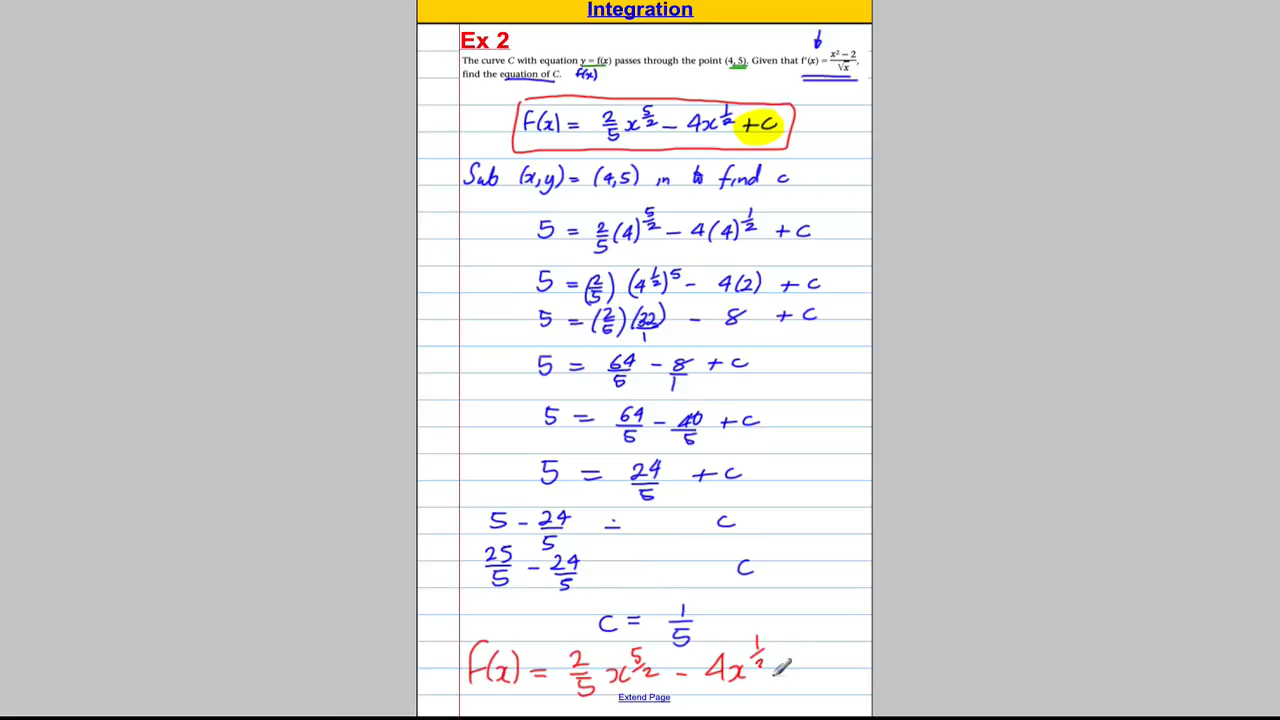 Integration
Ex 2
The curve C with equation y = f(x) passes through the point (4, 5). Given that f'(x) = (x² − 2)/√x,
find the equation of C. f(x)
f(x) = 2/5 x^5/2 − 4x^1/2 + c
Sub (x,y) = (4,5) in to find c
5 = 2/5 (4)^5/2 − 4(4)^1/2 + c
5 = (2/5) (4^1/2)^5 − 4(2) + c
5 = (2/5) (32/1) − 8 + c
5 = 64/5 − 8/1 + c
5 = 64/5 − 40/5 + c
5 = 24/5 + c
5 − 24/5 = c
25/5 − 24/5 c
c = 1/5
f(x) = 2/5 x^5/2 − 4x^1/2
Extend Page